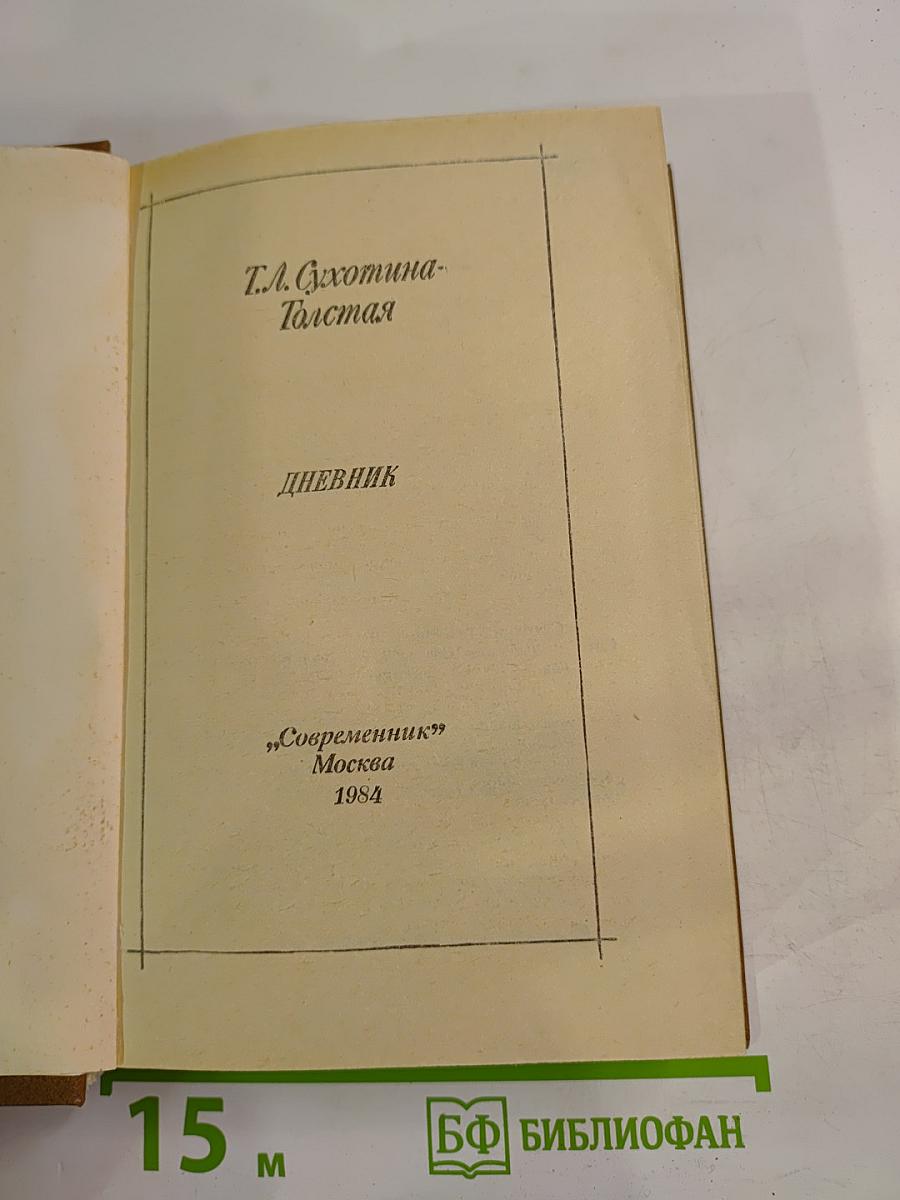 Т.Л. Сухотина-
Толстая
ДНЕВНИК
„Современник”
Москва
1984
15 м
БФ БИБЛИОФАН